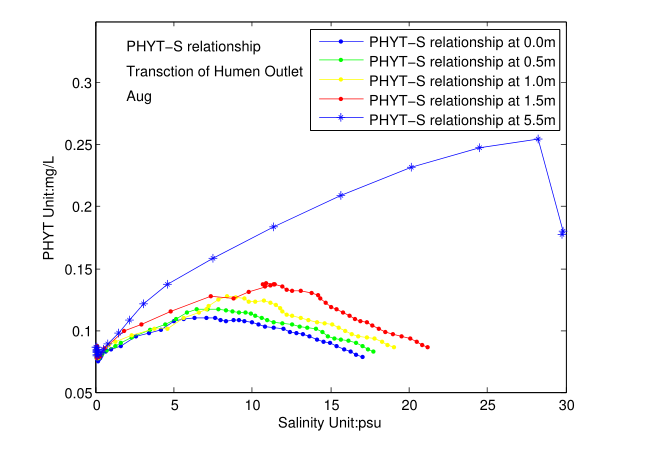 PHYT−S relationship
Transction of Humen Outlet
Aug
PHYT−S relationship at 0.0m
PHYT−S relationship at 0.5m
PHYT−S relationship at 1.0m
PHYT−S relationship at 1.5m
PHYT−S relationship at 5.5m
PHYT Unit:mg/L
0.3
0.25
0.2
0.15
0.1
0.05
0 5 10 15 20 25 30
Salinity Unit:psu